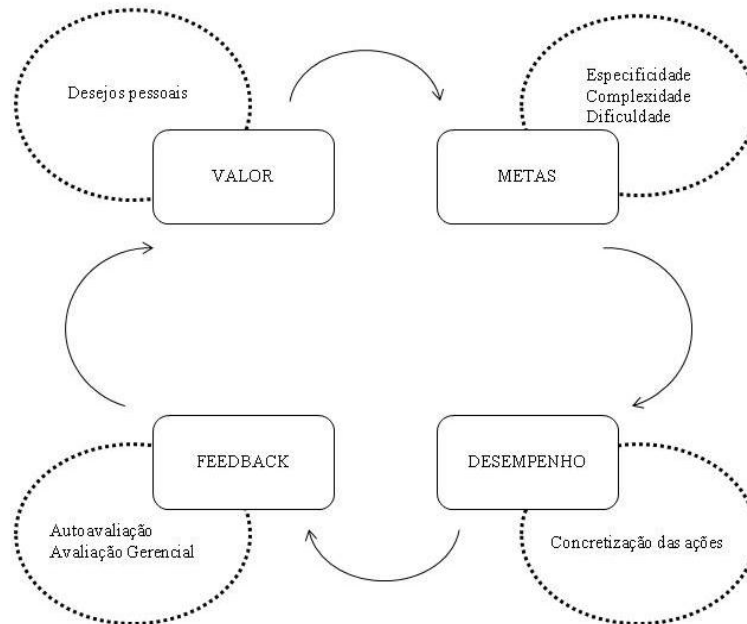 Desejos pessoais
VALOR
Especificidade
Complexidade
Dificuldade
METAS
FEEDBACK
Autoavaliação
Avaliação Gerencial
DESEMPENHO
Concretização das ações